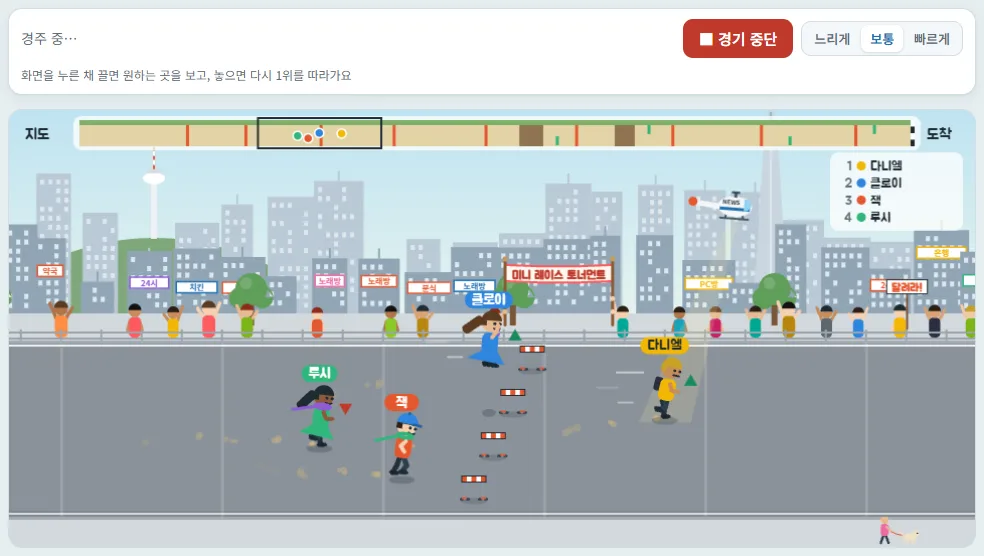 경주 중…
■ 경기 중단
느리게 보통 빠르게
화면을 누른 채 끌면 원하는 곳을 보고, 놓으면 다시 1위를 따라가요
지도
도착
1 다니엘
2 클로이
3 잭
4 루시
NEWS
약국
24시
치킨
노래방
노래방
분식
노래방
미니 레이스 토너먼트
PC방
은행
달려라!
클로이
다니엘
루시
잭